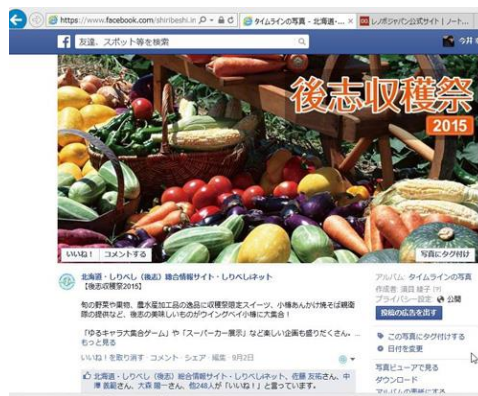 https://www.facebook.com/shiribeshi.in
タイムラインの写真 - 北海道・...
レノボジャパン公式サイト | ノート...
友達、スポット等を検索
今井
後志収穫祭
2015
いいね！ コメントする
写真にタグ付け
北海道・しりべし（後志）総合情報サイト・しりべしiネット
【後志収穫祭2015】
旬の野菜や果物、農水産加工品の逸品に収穫祭限定スイーツ、小樽あんかけ焼そば親衛
隊の提供など、後志の美味しいものがウイングベイ小樽に大集合！
「ゆるキャラ大集合ゲーム」や「スーパーカー展示」など楽しい企画も盛りだくさん。...
もっと見る
いいね！を取り消す · コメント · シェア · 9月2日
北海道・しりべし（後志）総合情報サイト・しりべしiネット、佐藤 友祐さん、中
澤 義範さん、大森 龍一さん、他248人が「いいね！」と言っています。
アルバム: タイムラインの写真
作成者: 須田 綾子 [?]
プライバシー設定: 公開
投稿の広告を出す
この写真にタグ付けする
日付を変更
写真ビューアで見る
ダウンロード